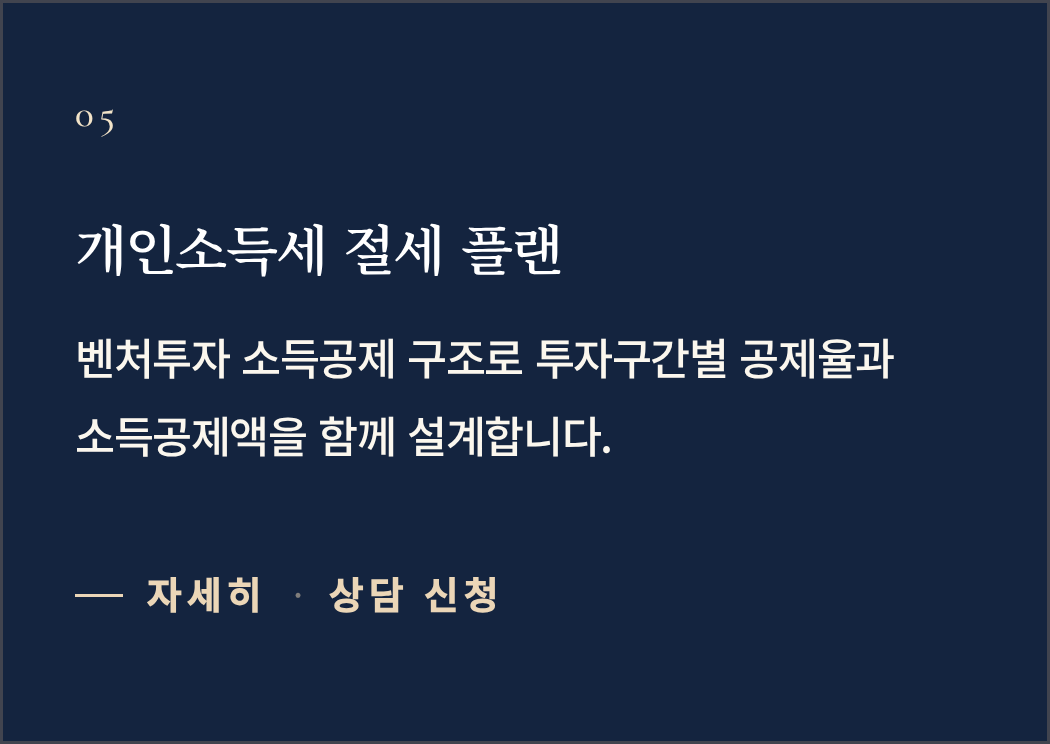 05
개인소득세 절세 플랜
벤처투자 소득공제 구조로 투자구간별 공제율과
소득공제액을 함께 설계합니다.
— 자세히 · 상담 신청